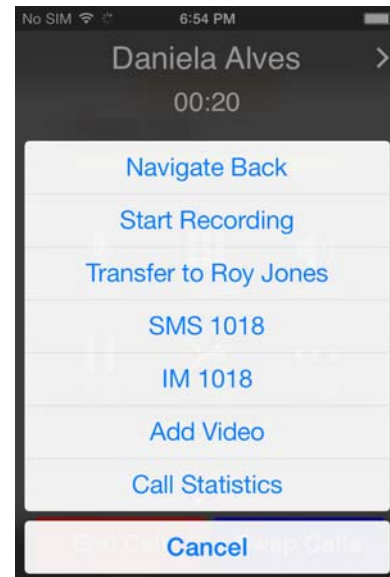 No SIM 6:54 PM
Daniela Alves >
00:20
Navigate Back
Start Recording
Transfer to Roy Jones
SMS 1018
IM 1018
Add Video
Call Statistics
Cancel